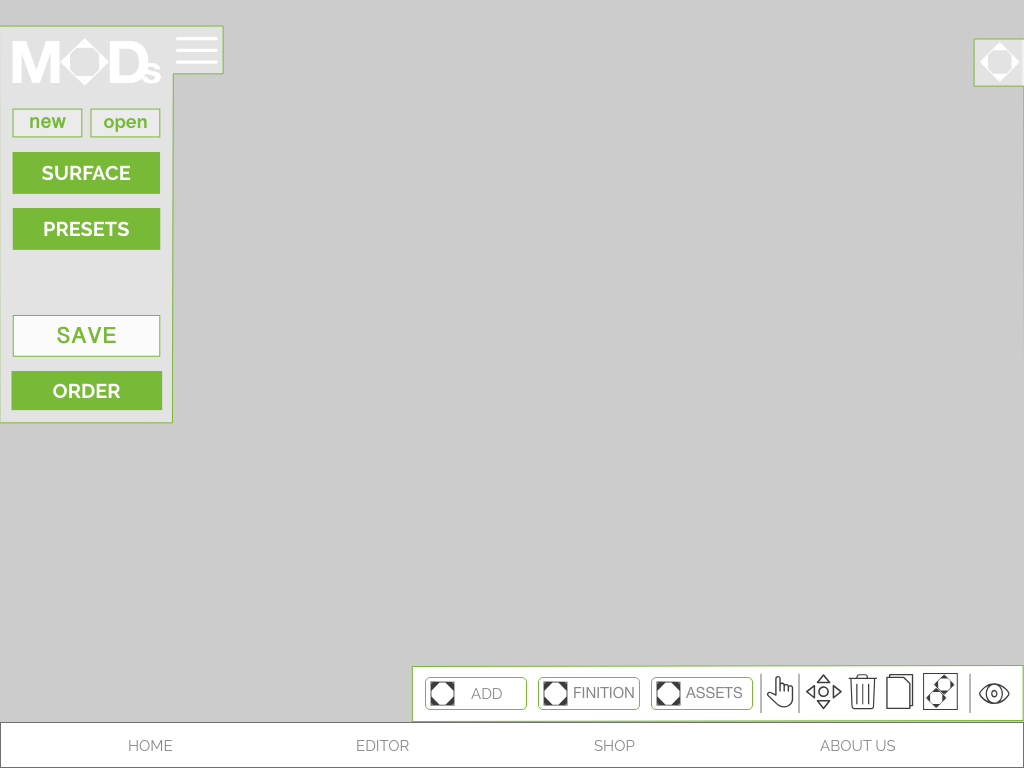 MODs
new open
SURFACE
PRESETS
SAVE
ORDER
ADD FINITION ASSETS
HOME EDITOR SHOP ABOUT US